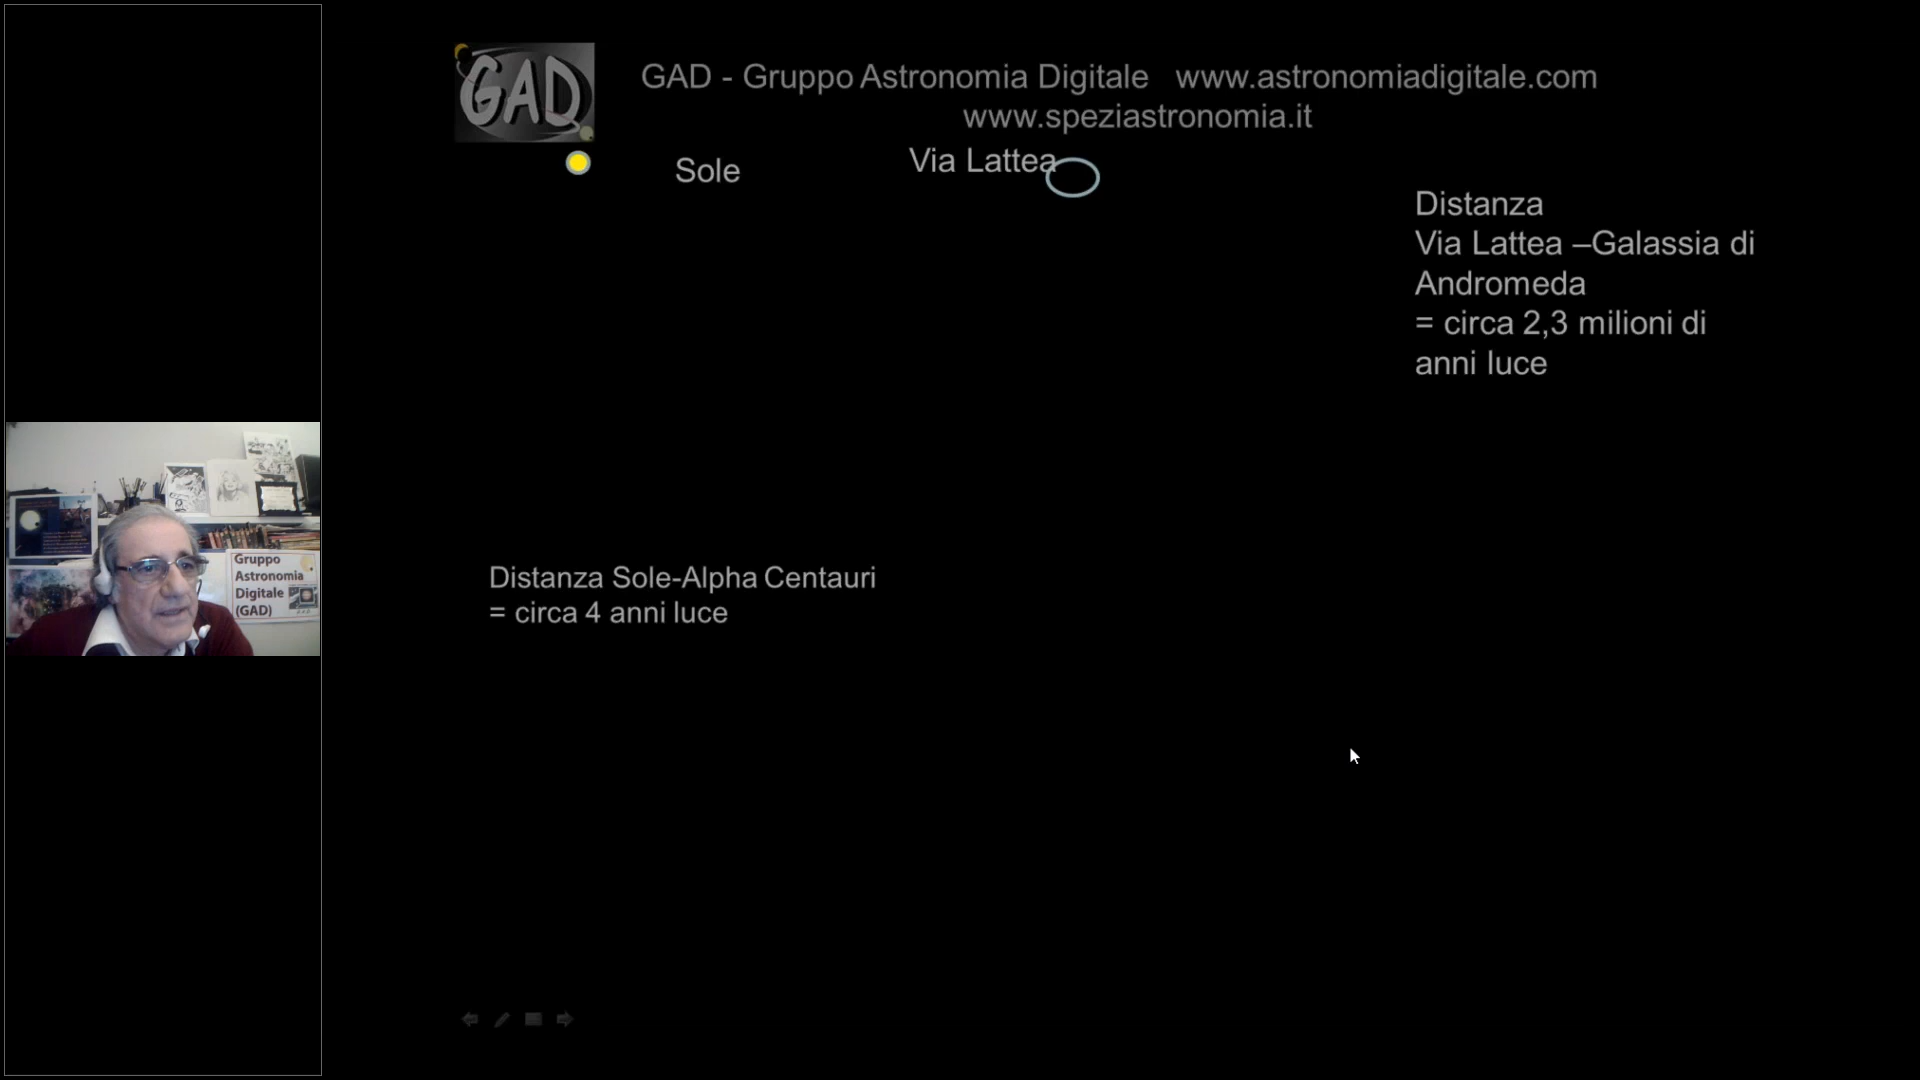 GAD
GAD - Gruppo Astronomia Digitale www.astronomiadigitale.com
www.speziastronomia.it
Sole
Via Lattea
Distanza
Via Lattea –Galassia di
Andromeda
= circa 2,3 milioni di
anni luce
Distanza Sole-Alpha Centauri
= circa 4 anni luce
Gruppo
Astronomia
Digitale
(GAD)